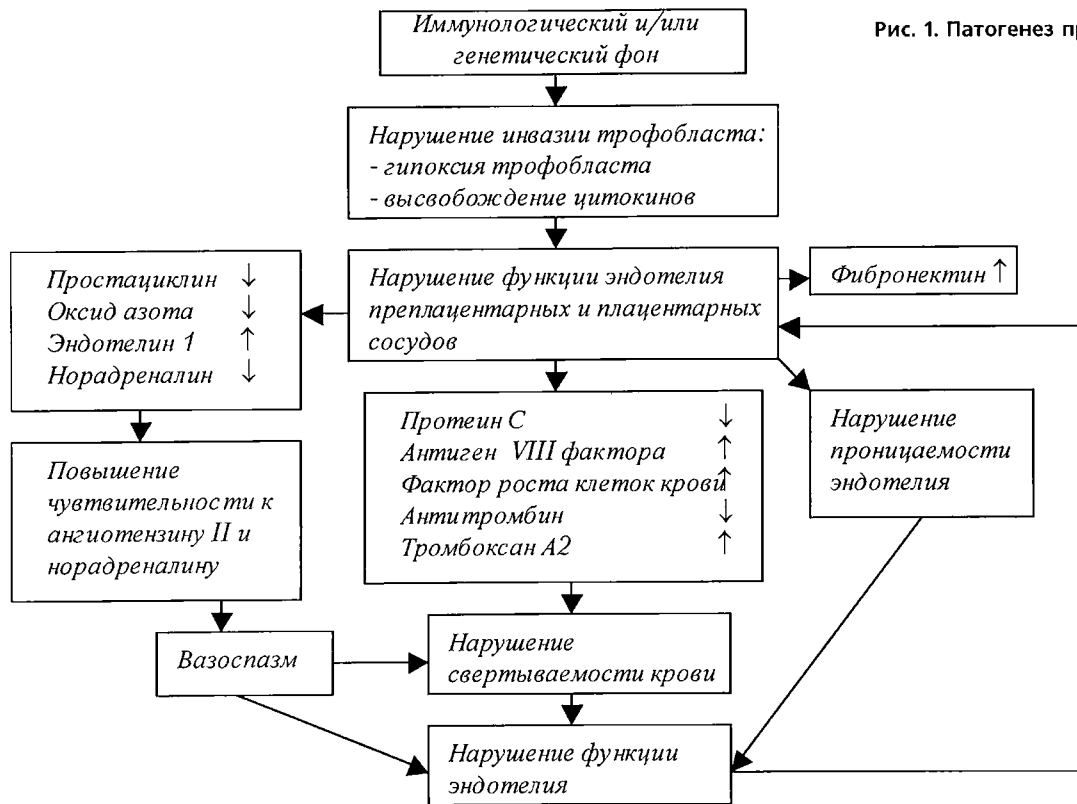 Иммунологический и/или
генетический фон
Рис. 1. Патогенез п
Нарушение инвазии трофобласта:
- гипоксия трофобласта
- высвобождение цитокинов
Простациклин ↓
Оксид азота ↓
Эндотелин 1 ↑
Норадреналин ↓
Нарушение функции эндотелия
преплацентарных и плацентарных
сосудов
Фибронектин ↑
Повышение
чувтвительности к
ангиотензину II и
норадреналину
Протеин С ↓
Антиген VIII фактора ↑
Фактор роста клеток крови ↑
Антитромбин ↓
Тромбоксан А2 ↑
Нарушение
проницаемости
эндотелия
Вазоспазм
Нарушение
свертываемости крови
Нарушение функции
эндотелия